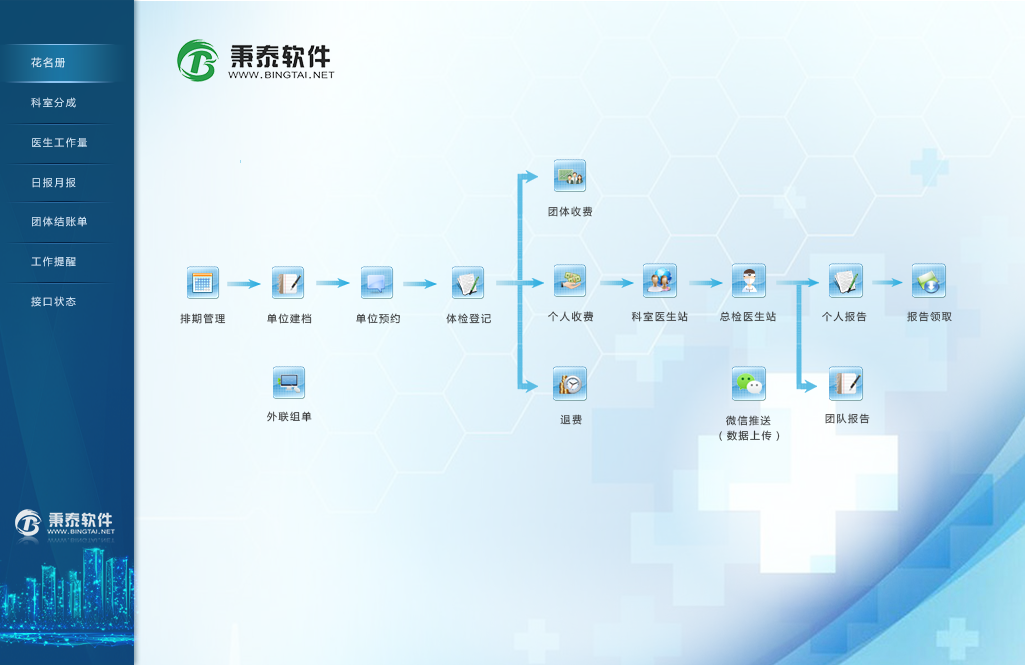 花名册
科室分成
医生工作量
日报月报
团体结账单
工作提醒
接口状态
秉泰软件
WWW.BINGTAI.NET
秉泰软件
WWW.BINGTAI.NET
团体收费
排期管理
单位建档
单位预约
体检登记
个人收费
科室医生站
总检医生站
个人报告
报告领取
外联组单
退费
微信推送
（数据上传）
团队报告